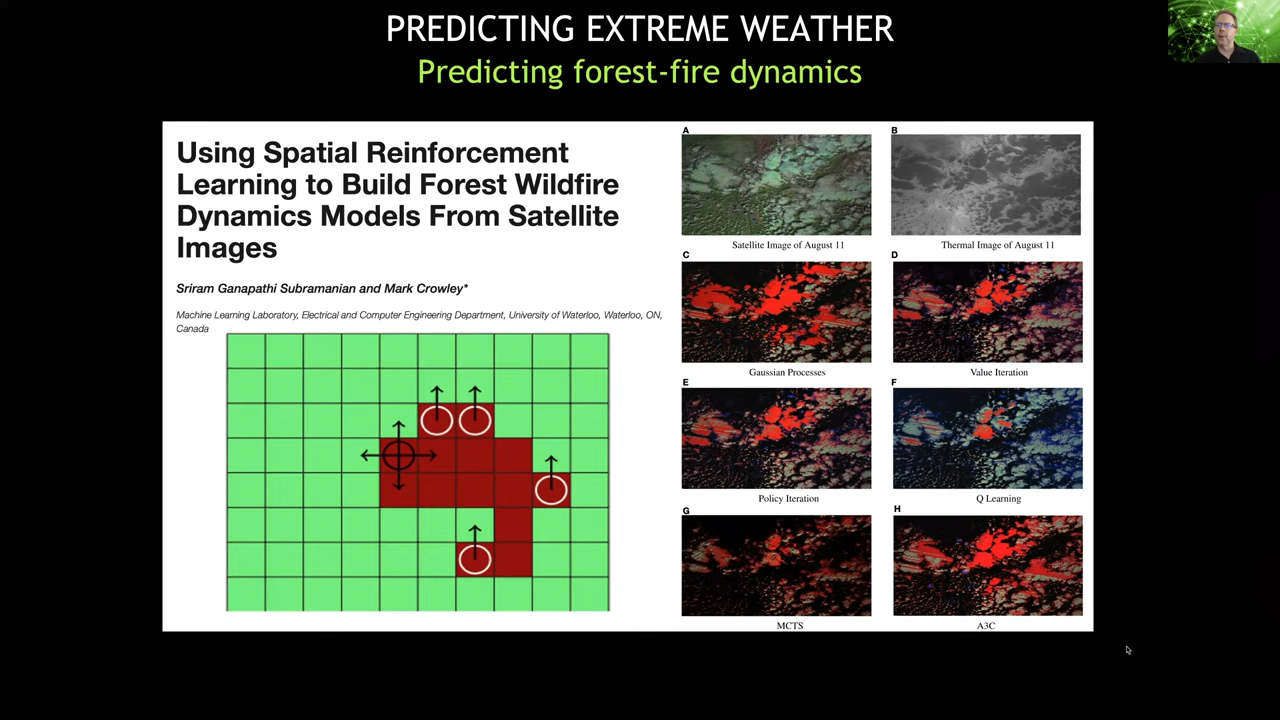 PREDICTING EXTREME WEATHER
Predicting forest-fire dynamics
Using Spatial Reinforcement
Learning to Build Forest Wildfire
Dynamics Models From Satellite
Images
Sriram Ganapathi Subramanian and Mark Crowley*
Machine Learning Laboratory, Electrical and Computer Engineering Department, University of Waterloo, Waterloo, ON,
Canada
A
B
Satellite Image of August 11
Thermal Image of August 11
C
D
Gaussian Processes
Value Iteration
E
F
Policy Iteration
Q Learning
G
H
MCTS
A3C